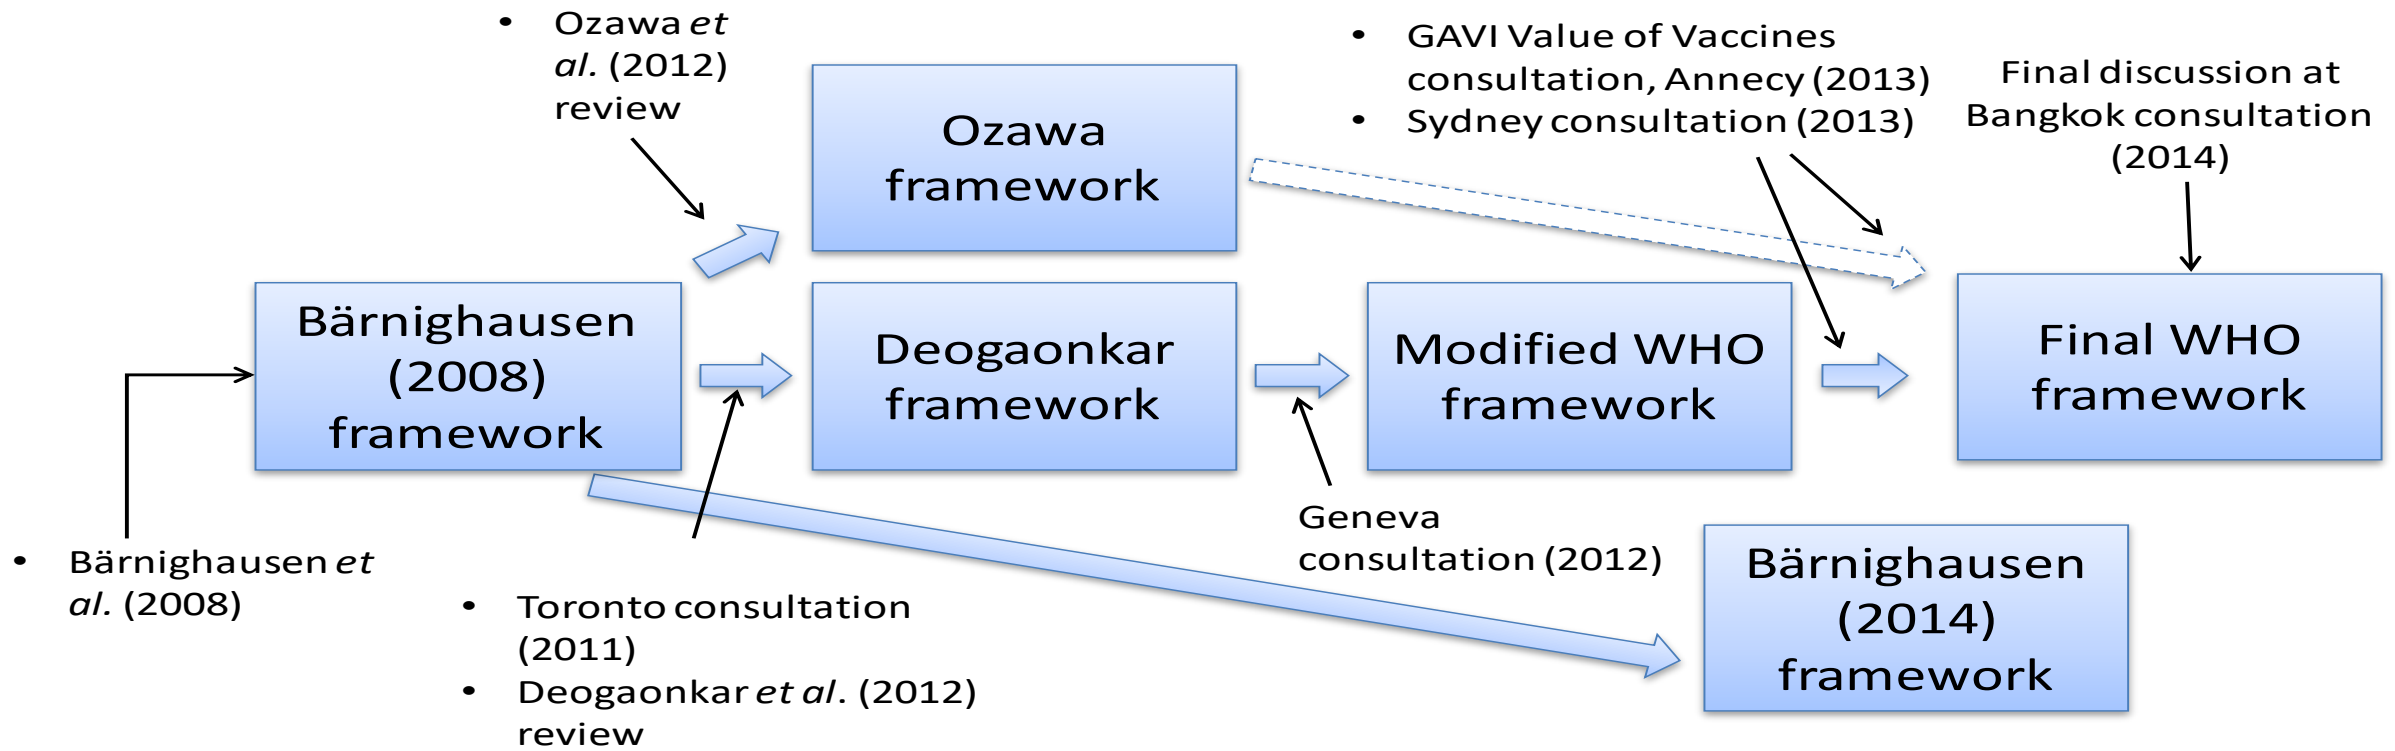 • Ozawa et
al. (2012)
review
• GAVI Value of Vaccines
consultation, Annecy (2013)
• Sydney consultation (2013)
Final discussion at
Bangkok consultation
(2014)
Ozawa
framework
Bärnighausen
(2008)
framework
Deogaonkar
framework
Modified WHO
framework
Final WHO
framework
• Bärnighausen et
al. (2008)
• Toronto consultation
(2011)
• Deogaonkar et al. (2012)
review
Geneva
consultation (2012)
Bärnighausen
(2014)
framework